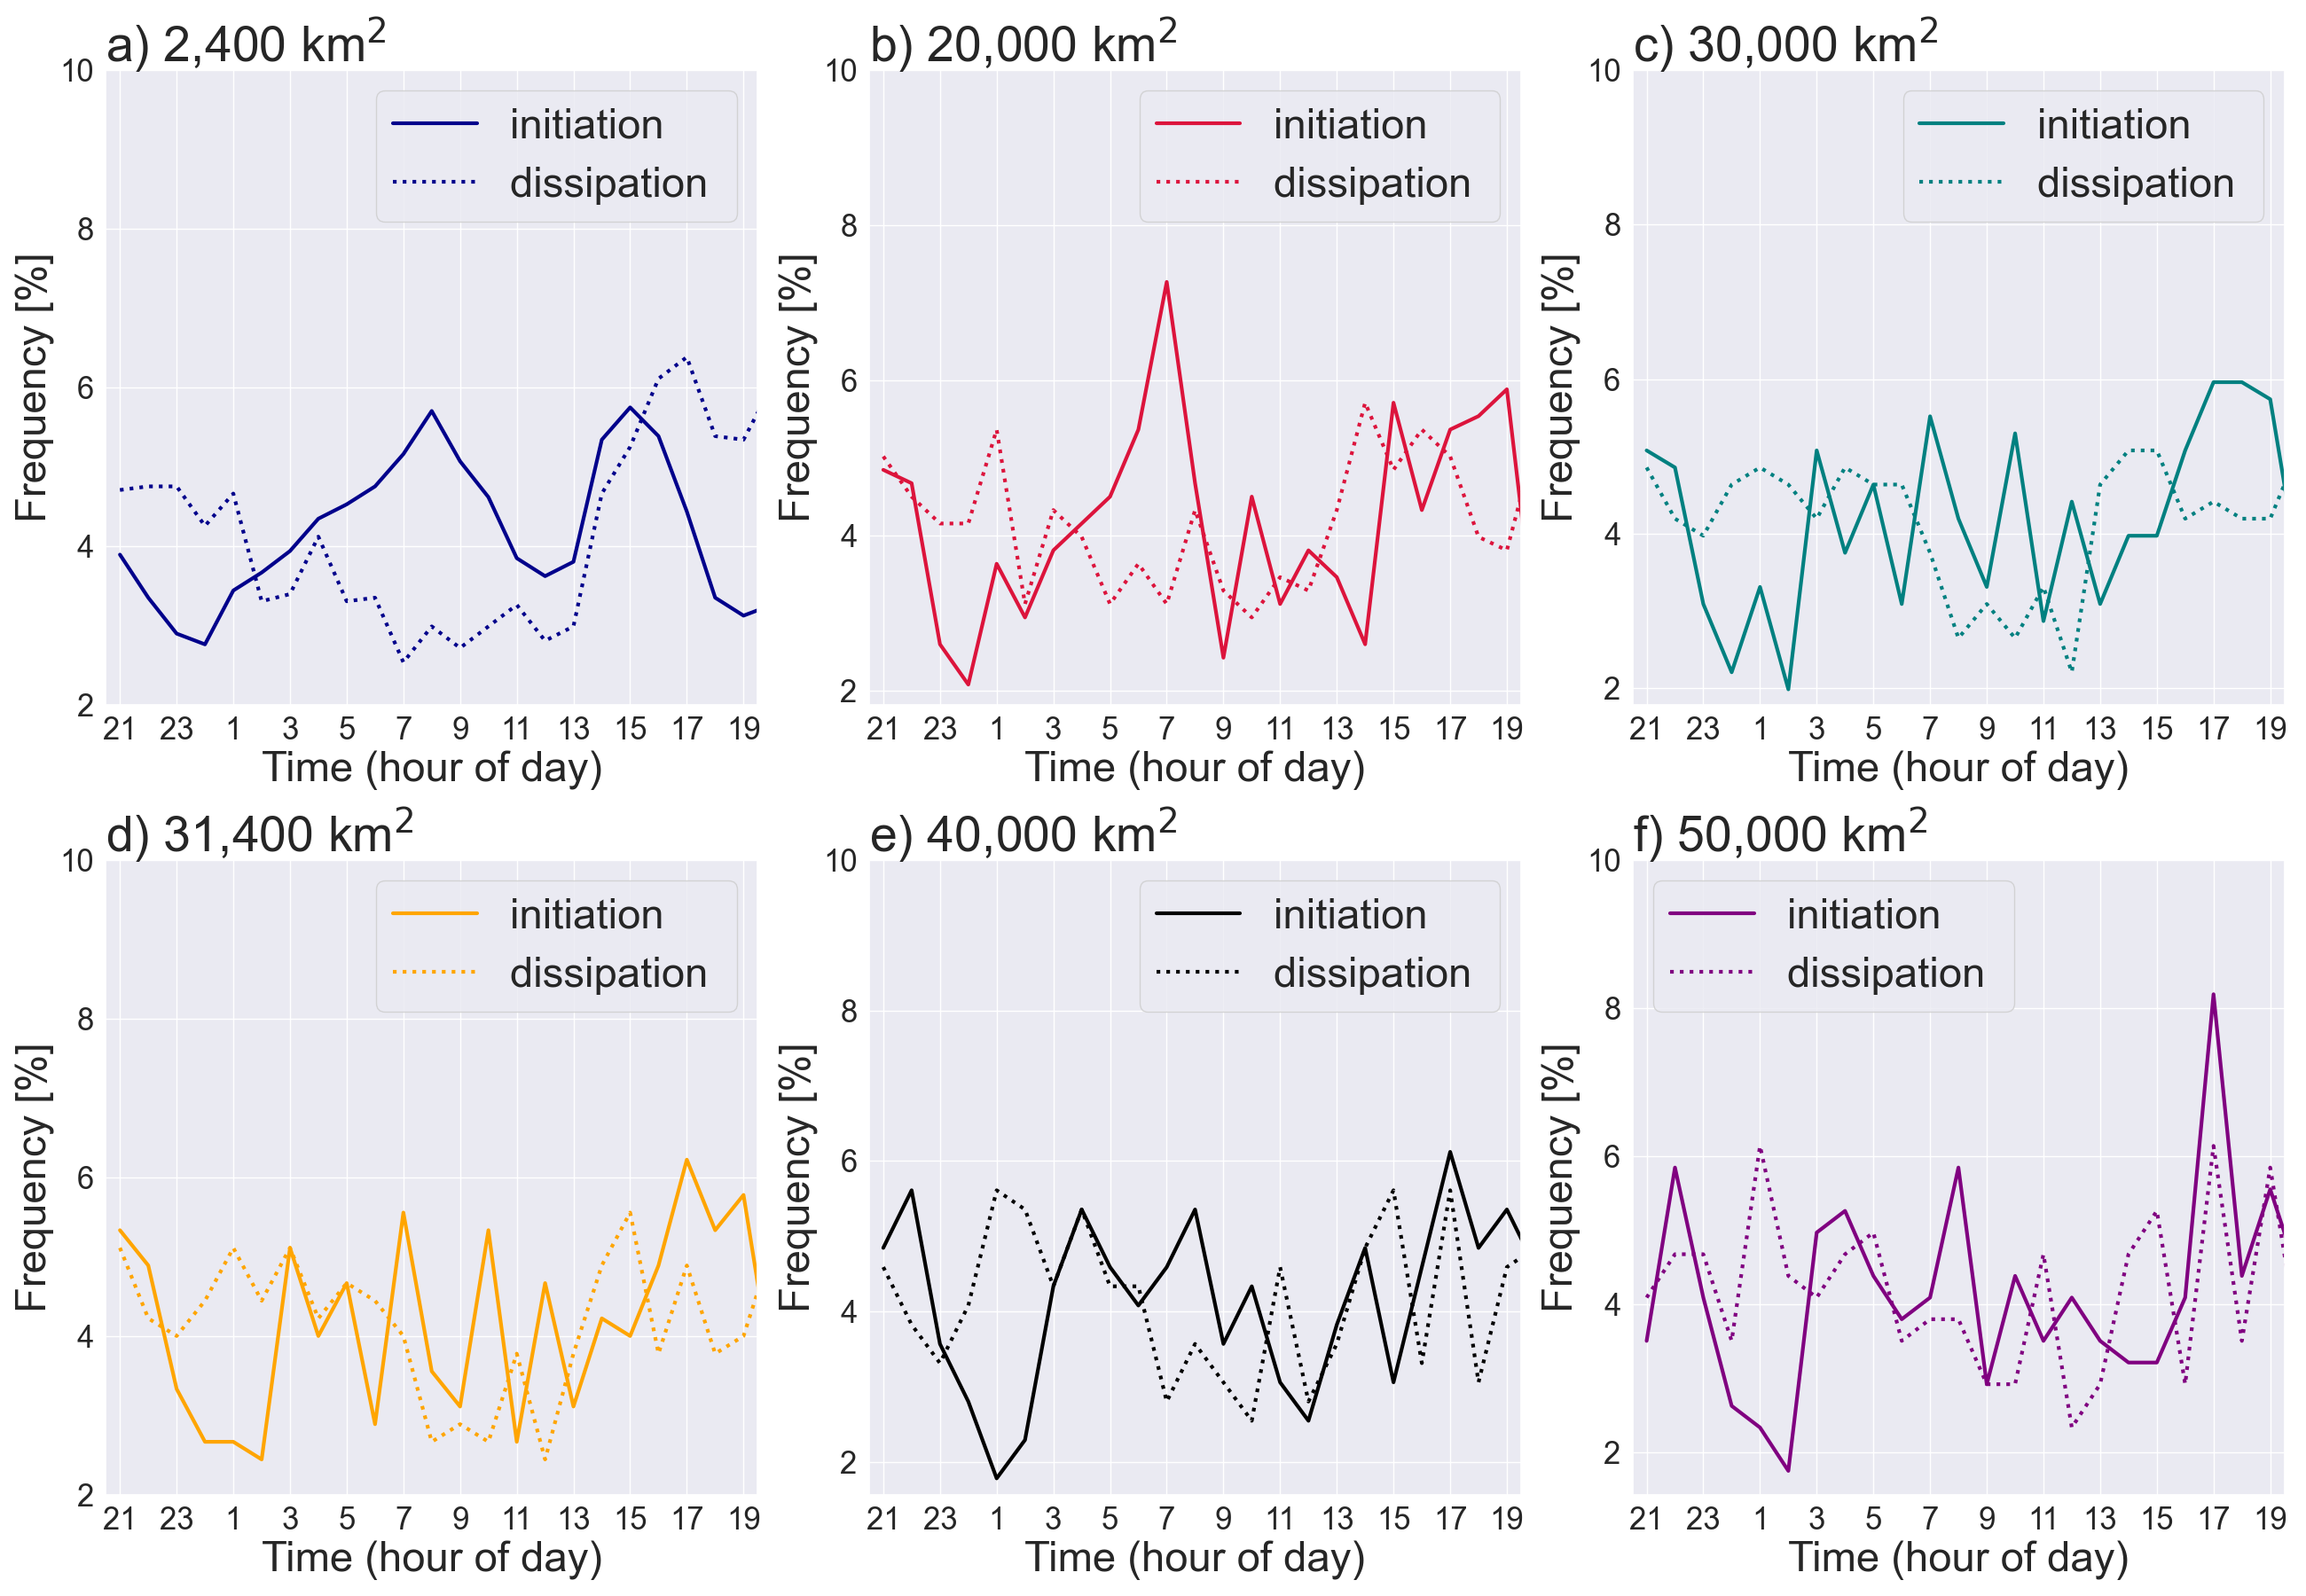 a) 2,400 km²
b) 20,000 km²
c) 30,000 km²
10
8
6
4
2
Frequency [%]
initiation
dissipation
21 23 1 3 5 7 9 11 13 15 17 19
Time (hour of day)
10
8
6
4
2
Frequency [%]
initiation
dissipation
21 23 1 3 5 7 9 11 13 15 17 19
Time (hour of day)
10
8
6
4
2
Frequency [%]
initiation
dissipation
21 23 1 3 5 7 9 11 13 15 17 19
Time (hour of day)
d) 31,400 km²
e) 40,000 km²
f) 50,000 km²
10
8
6
4
2
Frequency [%]
initiation
dissipation
21 23 1 3 5 7 9 11 13 15 17 19
Time (hour of day)
10
8
6
4
2
Frequency [%]
initiation
dissipation
21 23 1 3 5 7 9 11 13 15 17 19
Time (hour of day)
10
8
6
4
2
Frequency [%]
initiation
dissipation
21 23 1 3 5 7 9 11 13 15 17 19
Time (hour of day)